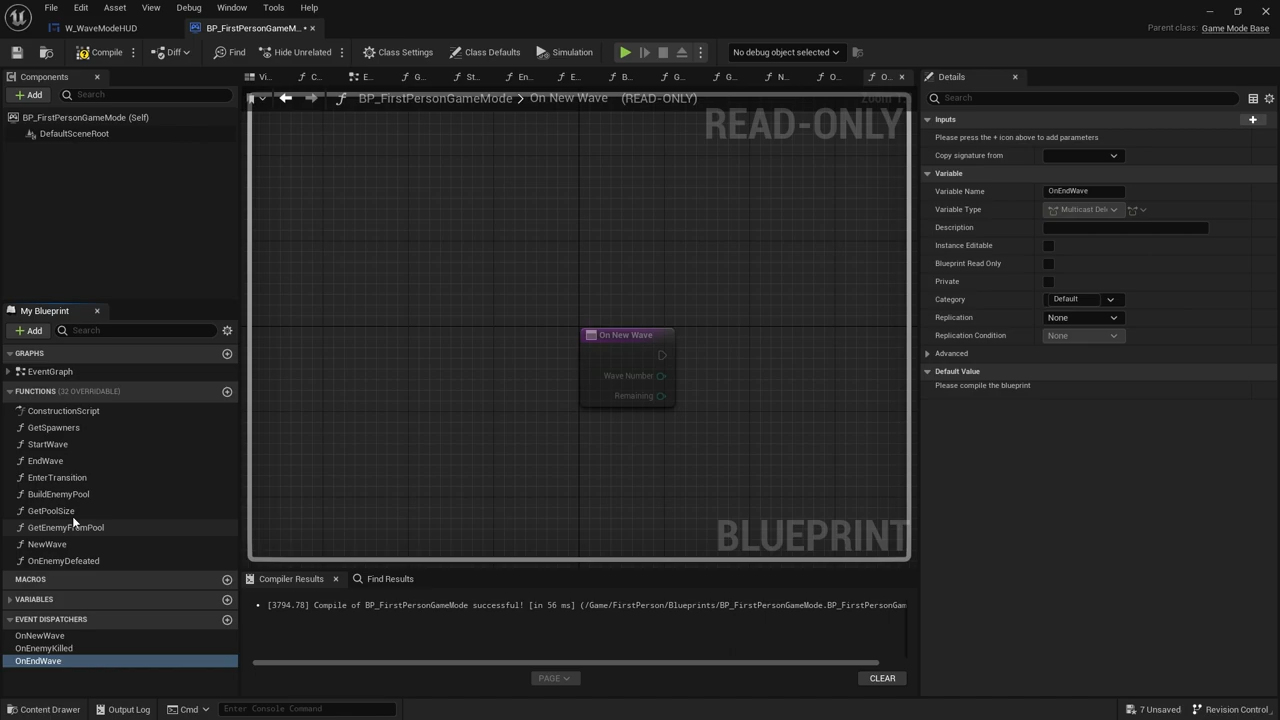 File Edit Asset View Debug Window Tools Help
Parent class: Game Mode Base
W_WaveModeHUD
BP_FirstPersonGameM...
Compile
Diff
Find
Hide Unrelated
Class Settings
Class Defaults
Simulation
No debug object selected
Components
Add
Search
BP_FirstPersonGameMode (Self)
DefaultSceneRoot
My Blueprint
Add
Search
GRAPHS
EventGraph
FUNCTIONS (32 OVERRIDABLE)
ConstructionScript
GetSpawners
StartWave
EndWave
EnterTransition
BuildEnemyPool
GetPoolSize
GetEnemyFromPool
NewWave
OnEnemyDefeated
MACROS
VARIABLES
EVENT DISPATCHERS
OnNewWave
OnEnemyKilled
OnEndWave
Vi...
C...
E...
G...
St...
En...
E...
B...
G...
G...
N...
O...
O...
BP_FirstPersonGameMode > On New Wave (READ-ONLY)
READ-ONLY
On New Wave
Wave Number
Remaining
BLUEPRINT
Compiler Results
Find Results
[3794.78] Compile of BP_FirstPersonGameMode successful! [in 56 ms] (/Game/FirstPerson/Blueprints/BP_FirstPersonGameMode.BP_FirstPersonGam
PAGE
CLEAR
Details
Search
Inputs
Please press the + icon above to add parameters
Copy signature from
Variable
Variable Name OnEndWave
Variable Type Multicast Del
Description
Instance Editable
Blueprint Read Only
Private
Category Default
Replication None
Replication Condition None
Advanced
Default Value
Please compile the blueprint
Content Drawer
Output Log
Cmd
Enter Console Command
7 Unsaved
Revision Control